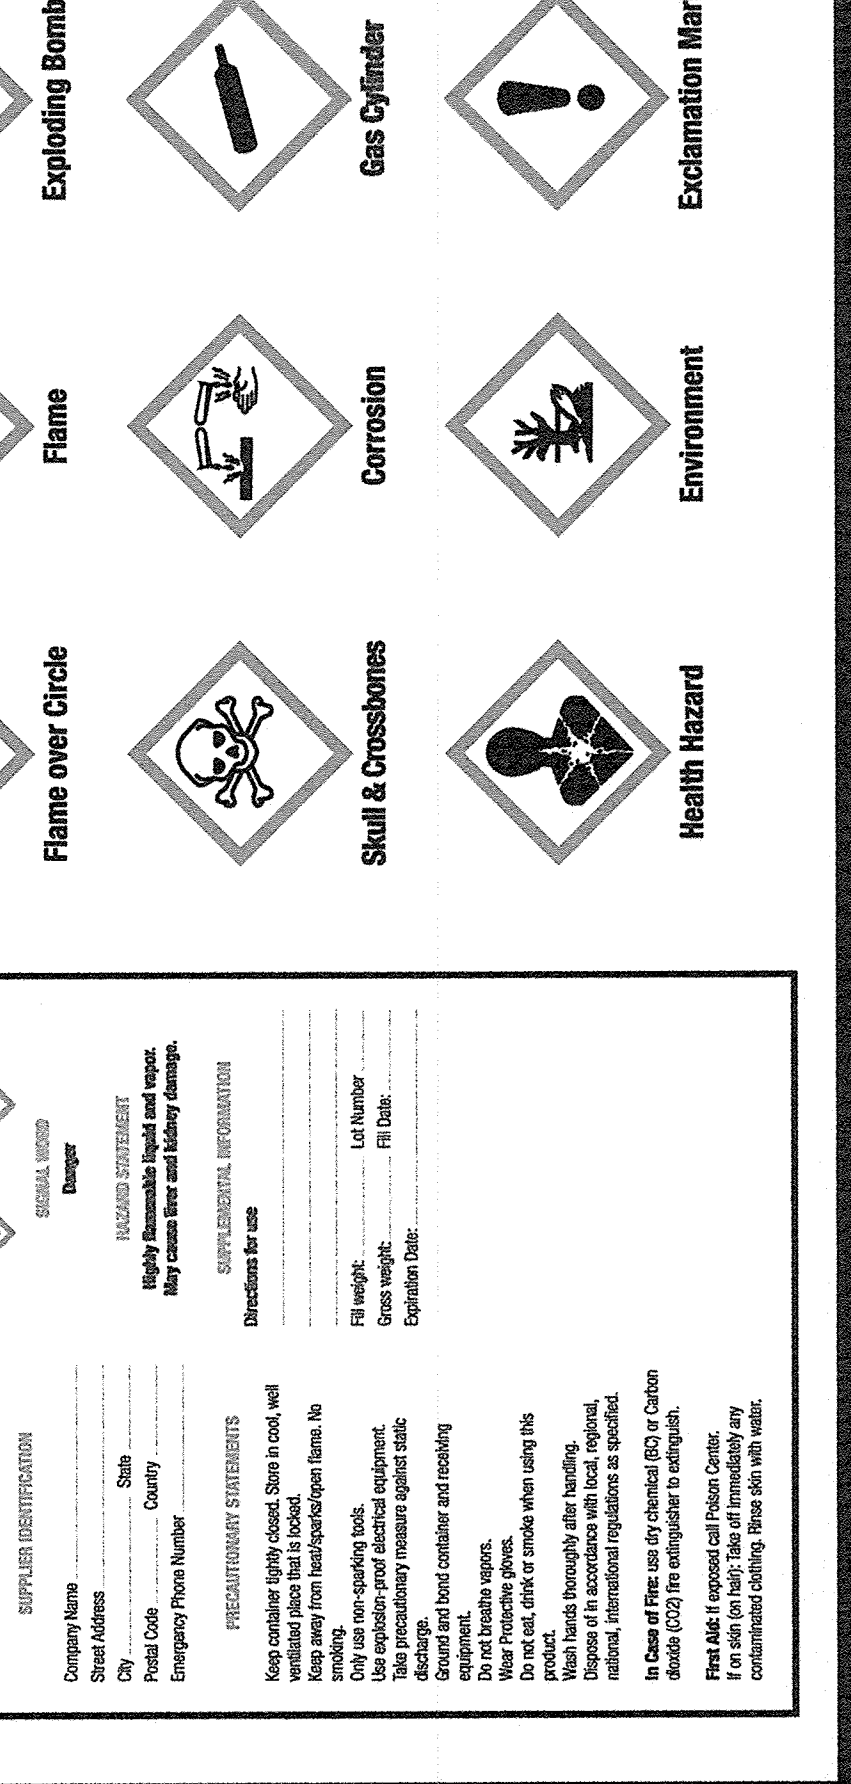 SUPPLIER IDENTIFICATION
Company Name
Street Address
City State
Postal Code Country
Emergency Phone Number
PRECAUTIONARY STATEMENTS
Keep container tightly closed. Store in cool, well
ventilated place that is locked.
Keep away from heat/sparks/open flame. No
smoking.
Only use non-sparking tools.
Use explosion-proof electrical equipment.
Take precautionary measure against static
discharge.
Ground and bond container and receiving
equipment.
Do not breathe vapors.
Wear Protective gloves.
Do not eat, drink or smoke when using this
product.
Wash hands thoroughly after handling.
Dispose of in accordance with local, regional,
national, international regulations as specified.
In Case of Fire: use dry chemical (BC) or Carbon
dioxide (CO2) fire extinguisher to extinguish.
First Aid: If exposed call Poison Center.
If on skin (on hair): Take off immediately any
contaminated clothing. Rinse skin with water.
SIGNAL WORD
Danger
HAZARD STATEMENT
Highly flammable liquid and vapor.
May cause liver and kidney damage.
SUPPLEMENTAL INFORMATION
Directions for use
Fill weight: Lot Number
Gross weight: Fill Date:
Expiration Date:
Flame over Circle
Flame
Exploding Bomb
Skull & Crossbones
Corrosion
Gas Cylinder
Health Hazard
Environment
Exclamation Mar